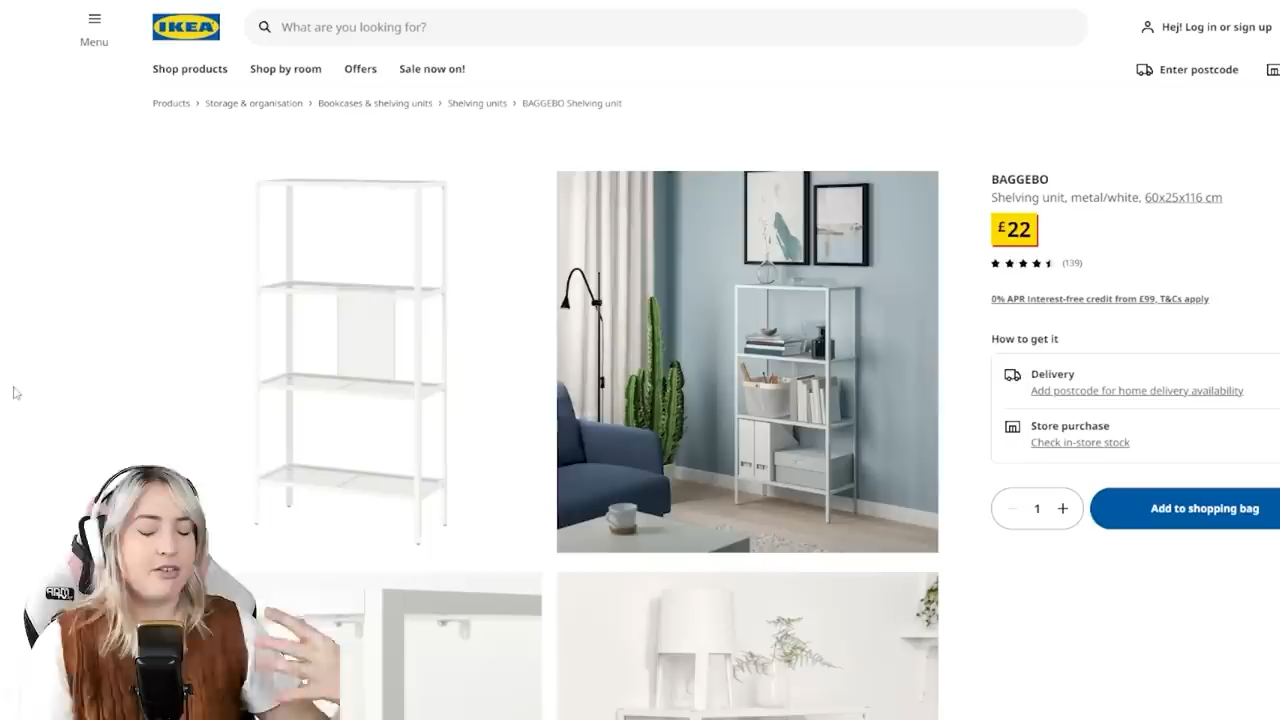 Menu
IKEA
What are you looking for?
Hej! Log in or sign up
Shop products
Shop by room
Offers
Sale now on!
Enter postcode
Products › Storage & organisation › Bookcases & shelving units › Shelving units › BAGGEBO Shelving unit
BAGGEBO
Shelving unit, metal/white, 60x25x116 cm
£22
(139)
0% APR Interest-free credit from £99, T&Cs apply
How to get it
Delivery
Add postcode for home delivery availability
Store purchase
Check in-store stock
1
Add to shopping bag